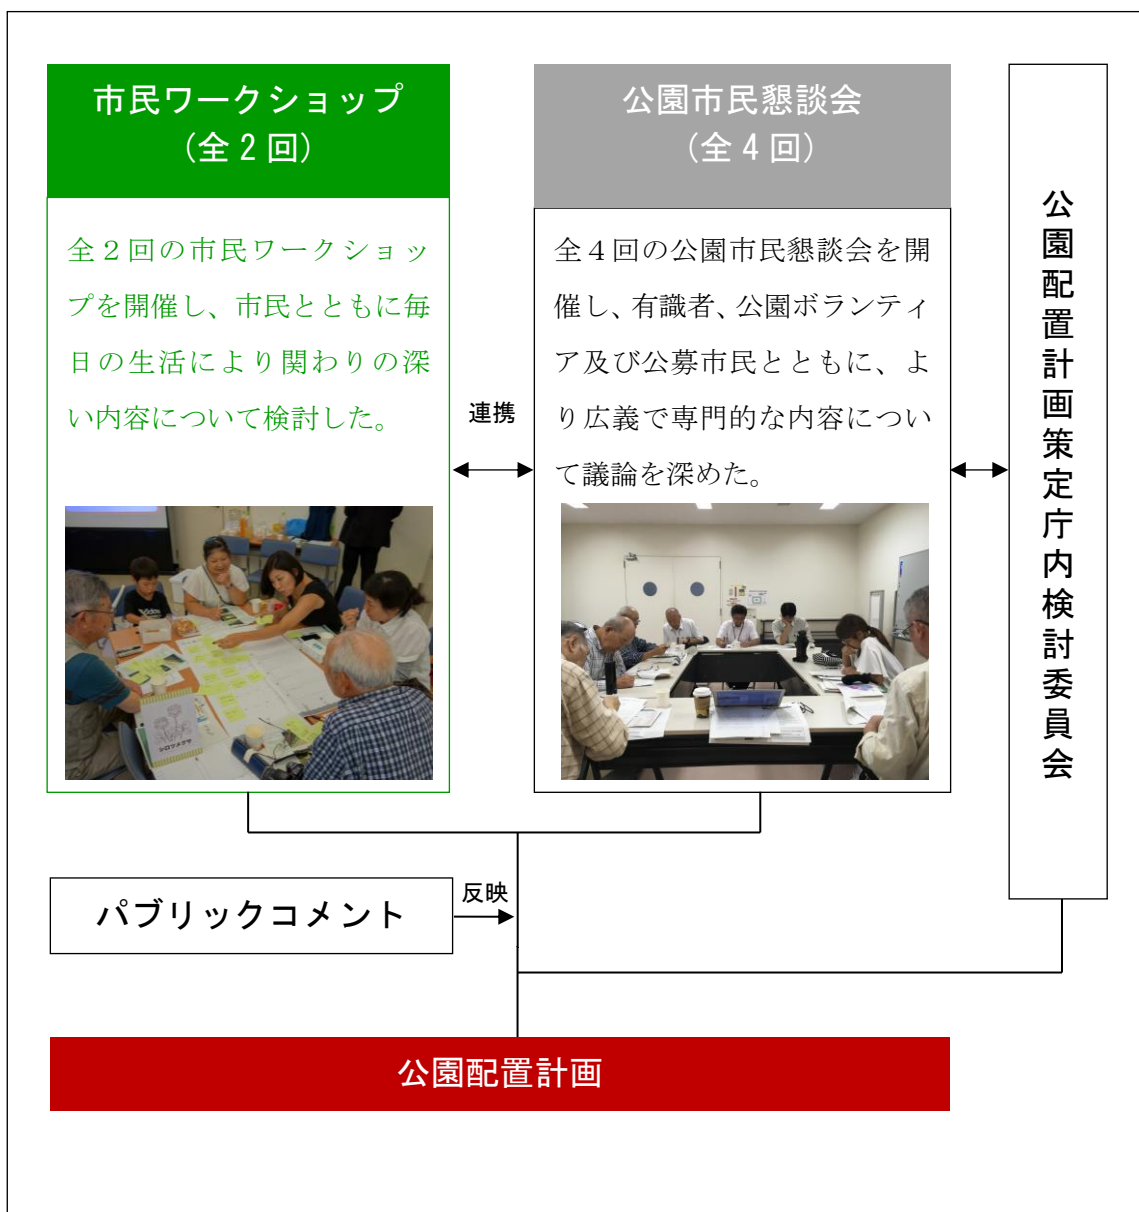 市民ワークショップ
(全２回)
全２回の市民ワークショッ
プを開催し、市民とともに毎
日の生活により関わりの深
い内容について検討した。
連携
公園市民懇談会
(全４回)
全４回の公園市民懇談会を開
催し、有識者、公園ボランティ
ア及び公募市民とともに、よ
り広義で専門的な内容につい
て議論を深めた。
公園配置計画策定庁内検討委員会
シロツメクサ
パブリックコメント
反映
公園配置計画